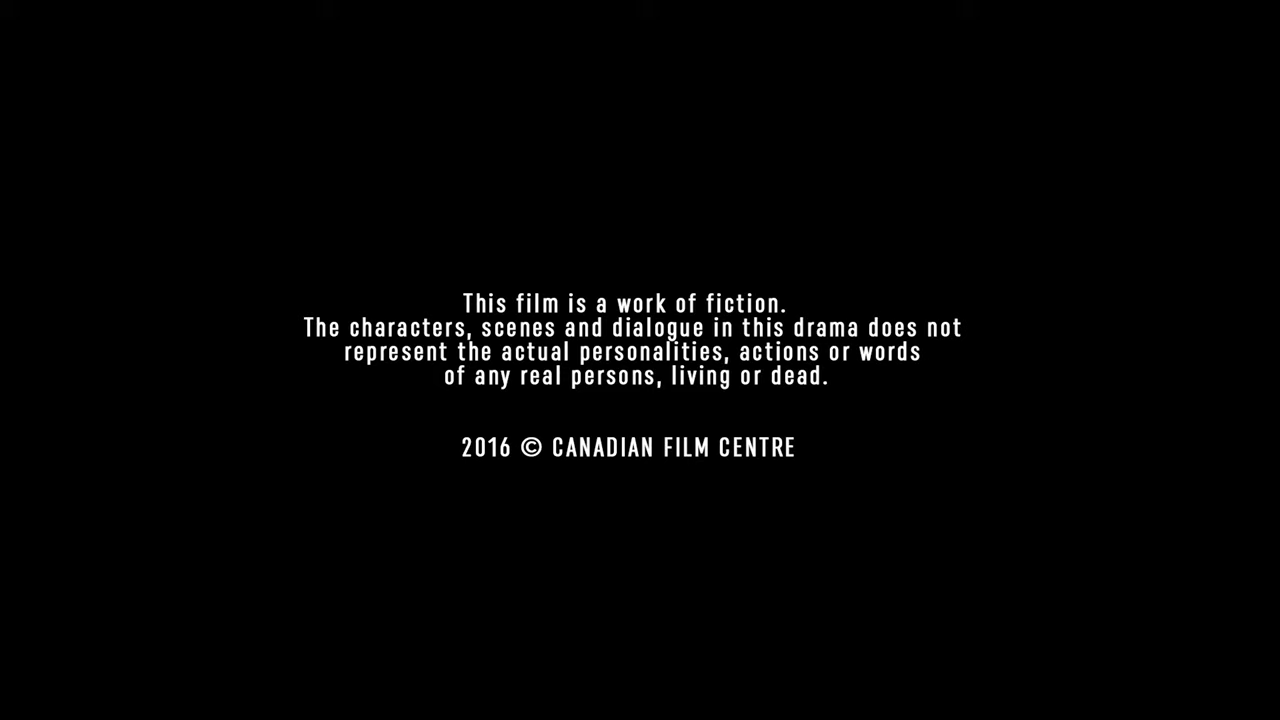 This film is a work of fiction.
The characters, scenes and dialogue in this drama does not
represent the actual personalities, actions or words
of any real persons, living or dead.
2016 © CANADIAN FILM CENTRE